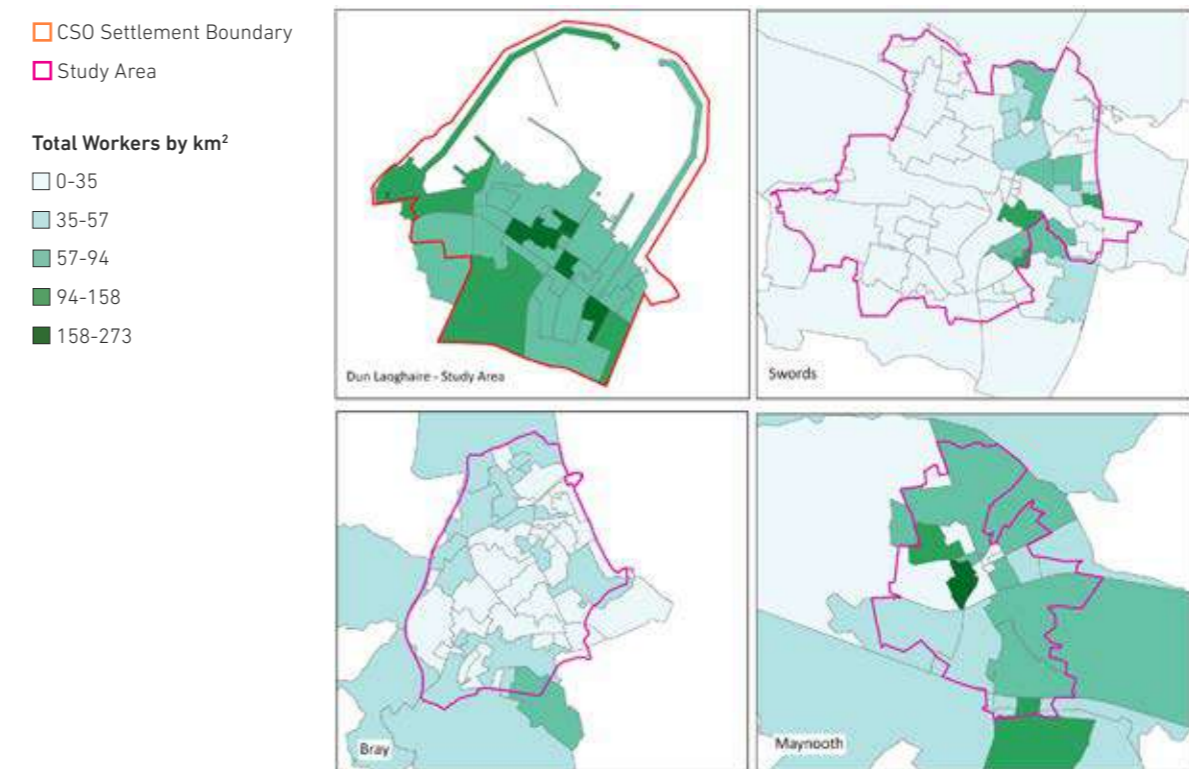 CSO Settlement Boundary
Study Area
Total Workers by km²
0-35
35-57
57-94
94-158
158-273
Dun Laoghaire - Study Area
Swords
Bray
Maynooth